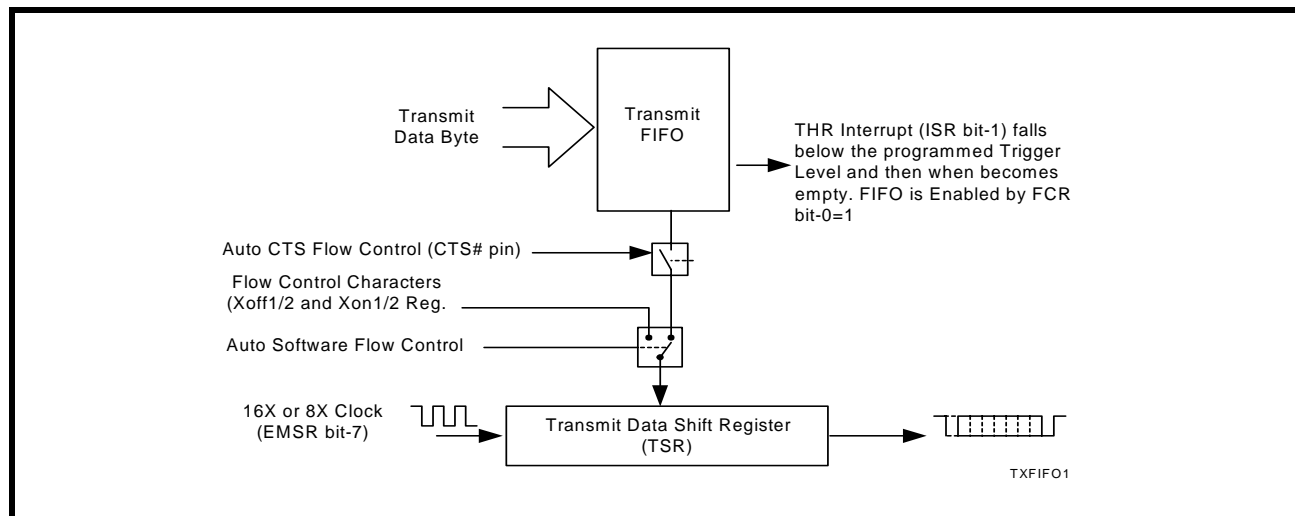 Transmit
Data Byte
Transmit
FIFO
THR Interrupt (ISR bit-1) falls
below the programmed Trigger
Level and then when becomes
empty. FIFO is Enabled by FCR
bit-0=1
Auto CTS Flow Control (CTS# pin)
Flow Control Characters
(Xoff1/2 and Xon1/2 Reg.
Auto Software Flow Control
16X or 8X Clock
(EMSR bit-7)
Transmit Data Shift Register
(TSR)
TXFIFO1